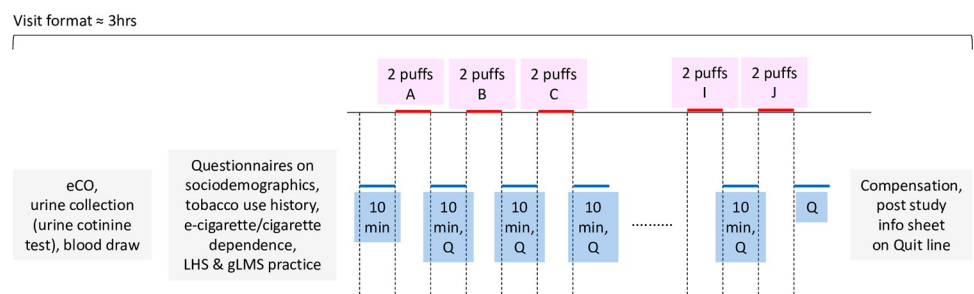 Visit format ≈ 3hrs
2 puffs
A
2 puffs
B
2 puffs
C
2 puffs
I
2 puffs
J
eCO,
urine collection
(urine cotinine
test), blood draw
Questionnaires on
sociodemographics,
tobacco use history,
e-cigarette/cigarette
dependence,
LHS & gLMS practice
10
min
10
min,
Q
10
min,
Q
10
min,
Q
..........
10
min,
Q
Q
Compensation,
post study
info sheet
on Quit line